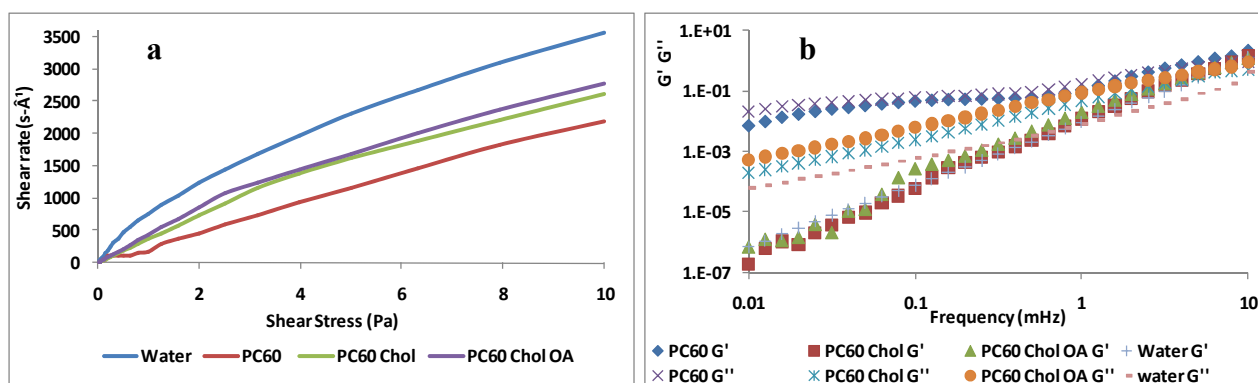 a
Shear rate(s-Â¹)
3500
3000
2500
2000
1500
1000
500
0
0 2 4 6 8 10
Shear Stress (Pa)
Water PC60 PC60 Chol PC60 Chol OA
b
G' G''
1.E+01
1.E-01
1.E-03
1.E-05
1.E-07
0.01 0.1 1 10
Frequency (mHz)
PC60 G' PC60 Chol G' PC60 Chol OA G' Water G'
PC60 G'' PC60 Chol G'' PC60 Chol OA G'' water G''